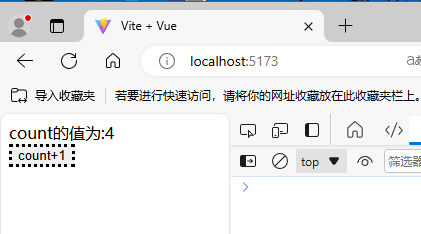 Vite + Vue
localhost:5173
aあ
导入收藏夹
若要进行快速访问，请将你的网址收藏放在此收藏夹栏上。
count的值为:4
count+1
top
筛选器